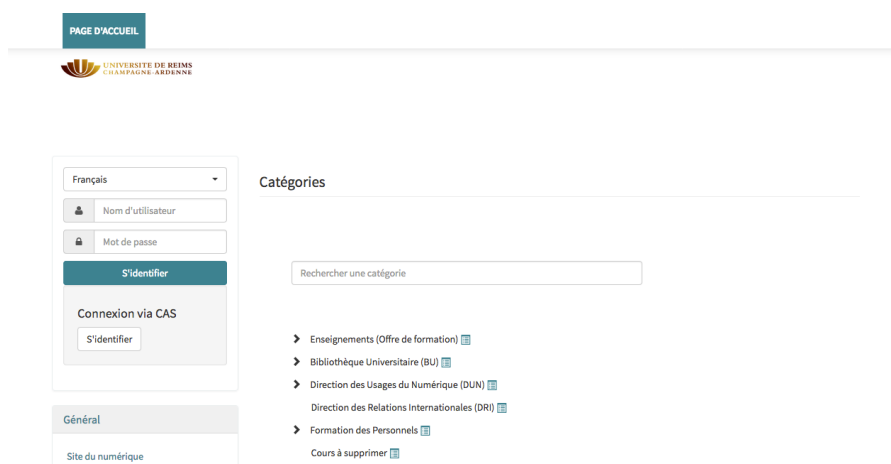 PAGE D'ACCUEIL
UNIVERSITE DE REIMS
CHAMPAGNE-ARDENNE
Français
Nom d'utilisateur
Mot de passe
S'identifier
Connexion via CAS
S'identifier
Général
Site du numérique
Catégories
Rechercher une catégorie
Enseignements (Offre de formation)
Bibliothèque Universitaire (BU)
Direction des Usages du Numérique (DUN)
Direction des Relations Internationales (DRI)
Formation des Personnels
Cours à supprimer